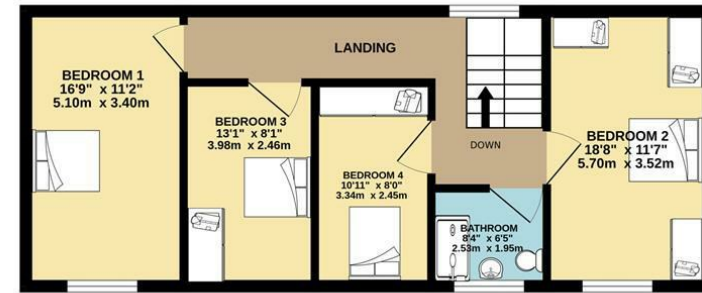 LANDING
BEDROOM 1
16'9" x 11'2"
5.10m x 3.40m
BEDROOM 3
13'1" x 8'1"
3.98m x 2.46m
BEDROOM 4
10'11" x 8'0"
3.34m x 2.45m
DOWN
BEDROOM 2
18'8" x 11'7"
5.70m x 3.52m
BATHROOM
8'4" x 6'5"
2.53m x 1.95m